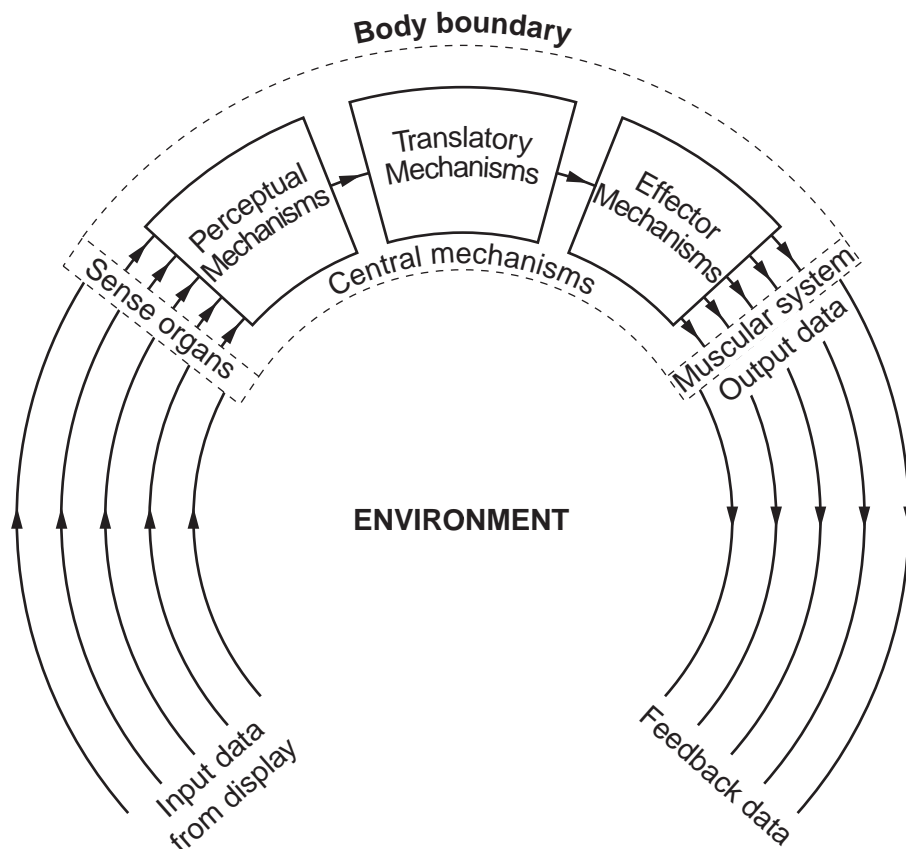 Body boundary
Perceptual
Mechanisms
Translatory
Mechanisms
Effector
Mechanisms
Central mechanisms
Sense organs
Muscular system
Output data
ENVIRONMENT
Input data
from display
Feedback data